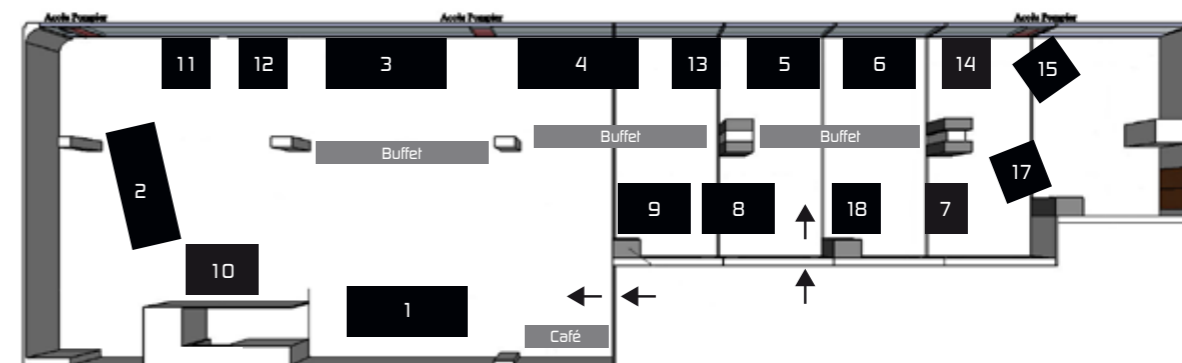 Accès Pompier Accès Pompier Accès Pompier
11 12 3 4 13 5 6 14 15
Buffet Buffet Buffet
2
17
9 8 18 7
10
1
Café